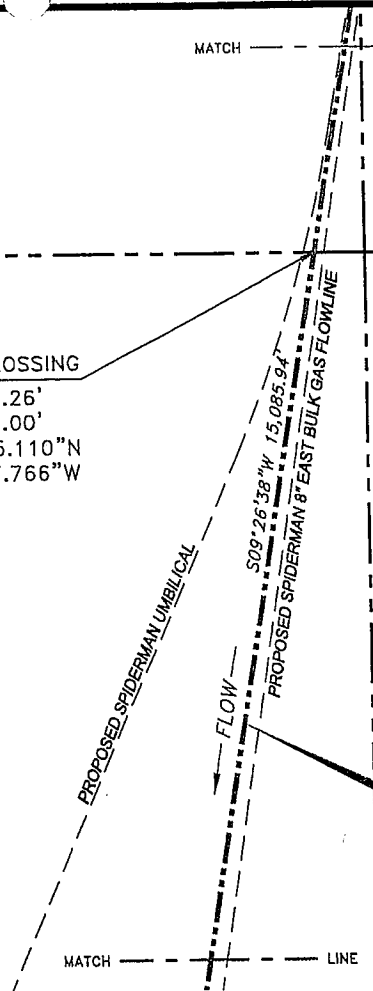 MATCH
OSSING
.26'
.00'
6.110"N
7.766"W
S09°26'38"W 15,085.94'
PROPOSED SPIDERMAN 8" EAST BULK GAS FLOWLINE
PROPOSED SPIDERMAN UMBILICAL
FLOW
MATCH LINE